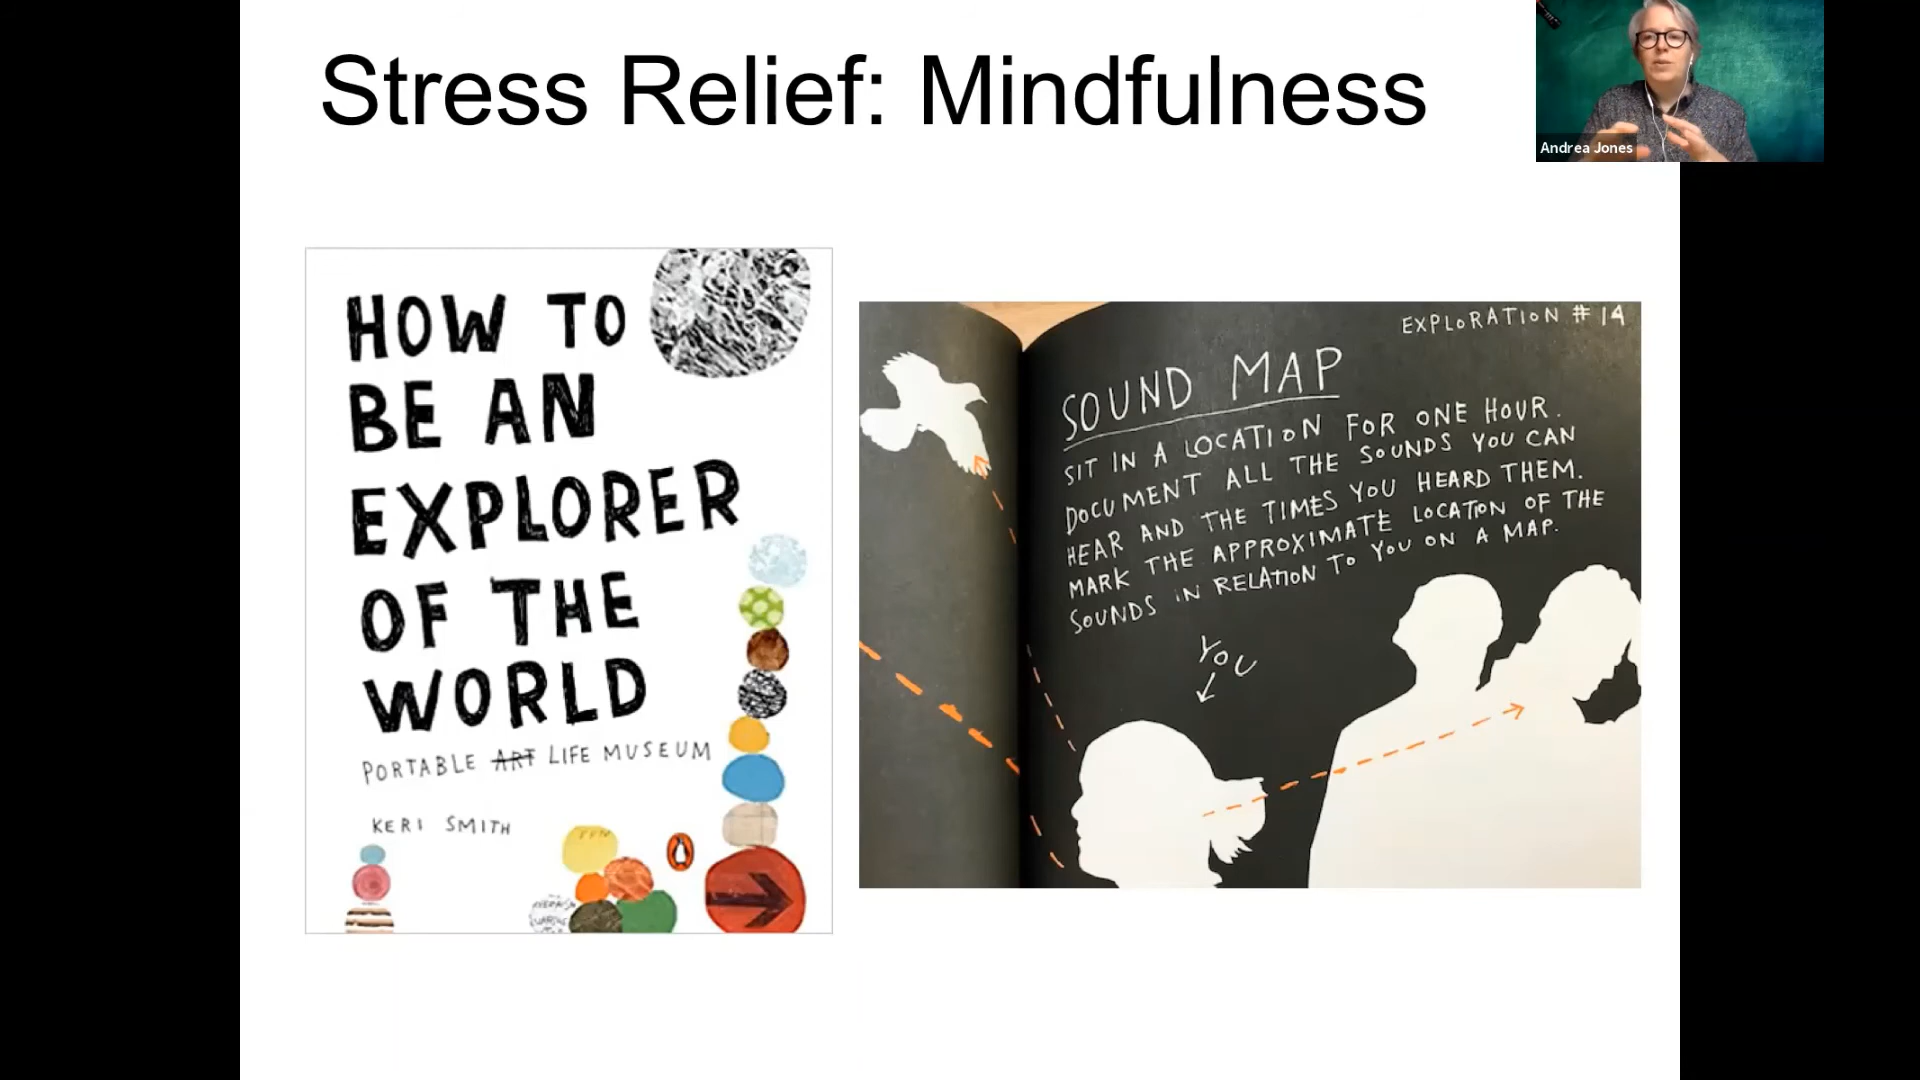 Stress Relief: Mindfulness
Andrea Jones
HOW TO
BE AN
EXPLORER
OF THE
WORLD
PORTABLE ART LIFE MUSEUM
KERI SMITH
EXPLORATION # 14
SOUND MAP
SIT IN A LOCATION FOR ONE HOUR.
DOCUMENT ALL THE SOUNDS YOU CAN
HEAR AND THE TIMES YOU HEARD THEM.
MARK THE APPROXIMATE LOCATION OF THE
SOUNDS IN RELATION TO YOU ON A MAP.
YOU